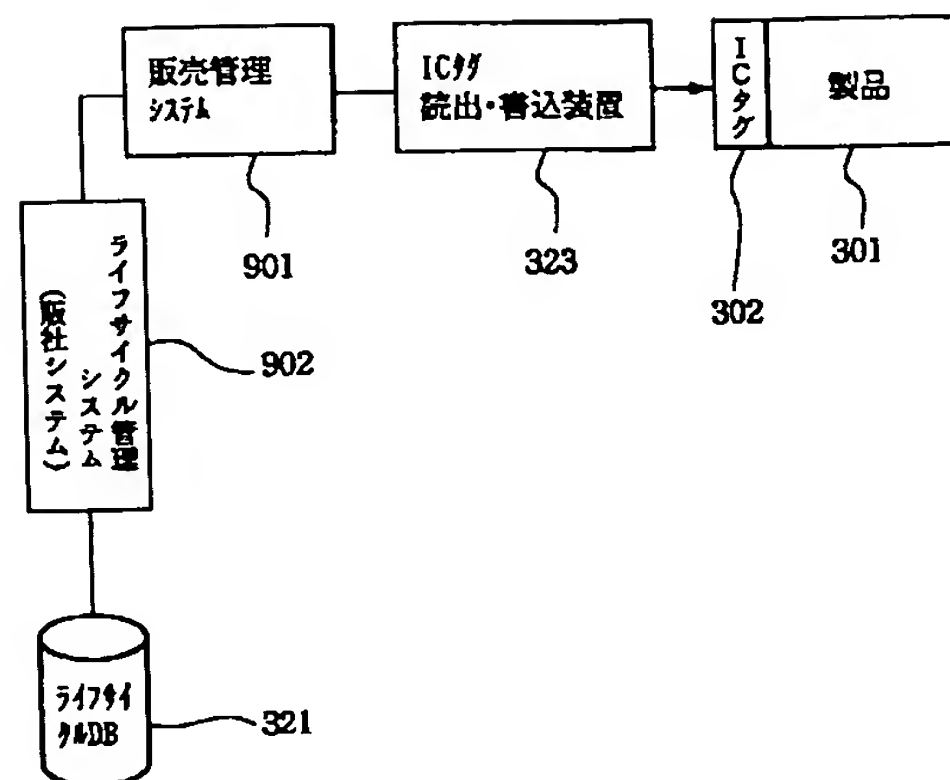 販売管理
システム
ICタグ
読出・書込装置
ICタグ
製品
901
323
302
301
ライフサイクル管理
システム
(販社システム)
902
ライフサイ
クルDB
321